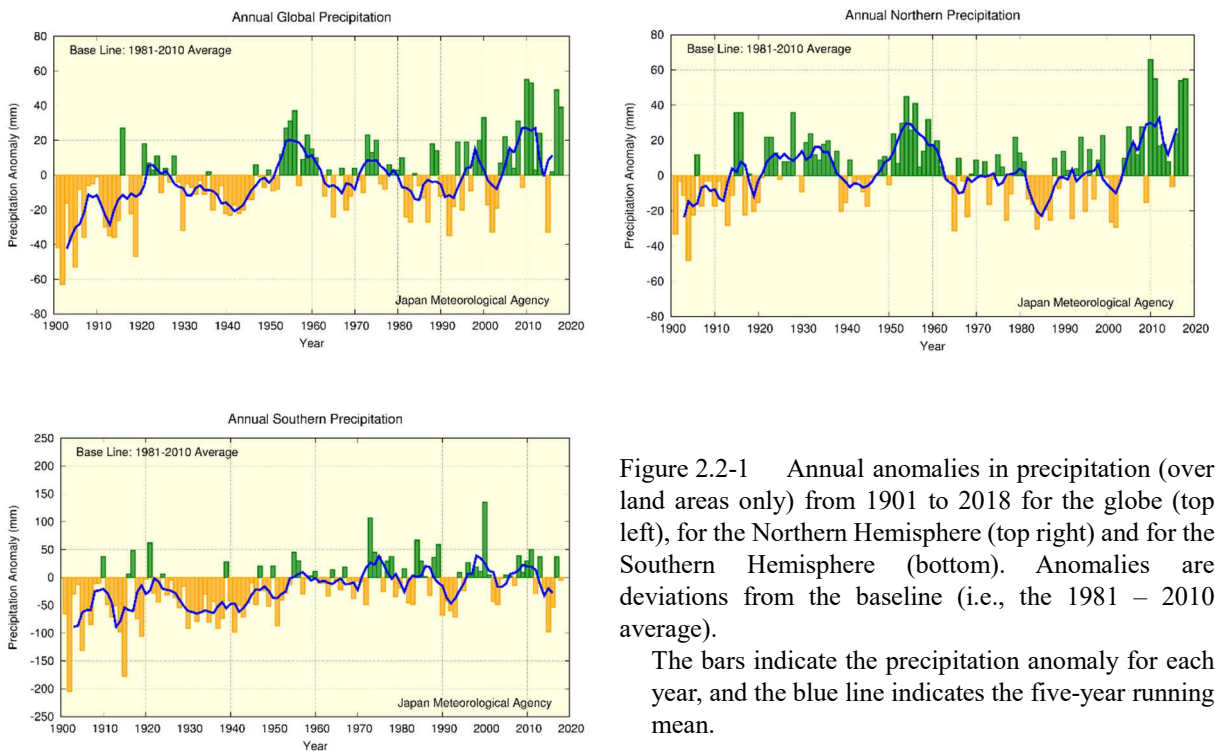 Annual Global Precipitation
Precipitation Anomaly (mm)
80
60
40
20
0
-20
-40
-60
-80
Base Line: 1981-2010 Average
Japan Meteorological Agency
1900 1910 1920 1930 1940 1950 1960 1970 1980 1990 2000 2010 2020
Year
Annual Northern Precipitation
Precipitation Anomaly (mm)
80
60
40
20
0
-20
-40
-60
-80
Base Line: 1981-2010 Average
Japan Meteorological Agency
1900 1910 1920 1930 1940 1950 1960 1970 1980 1990 2000 2010 2020
Year
Annual Southern Precipitation
Precipitation Anomaly (mm)
250
200
150
100
50
0
-50
-100
-150
-200
-250
Base Line: 1981-2010 Average
Japan Meteorological Agency
1900 1910 1920 1930 1940 1950 1960 1970 1980 1990 2000 2010 2020
Year
Figure 2.2-1 Annual anomalies in precipitation (over
land areas only) from 1901 to 2018 for the globe (top
left), for the Northern Hemisphere (top right) and for the
Southern Hemisphere (bottom). Anomalies are
deviations from the baseline (i.e., the 1981 – 2010
average).
The bars indicate the precipitation anomaly for each
year, and the blue line indicates the five-year running
mean.